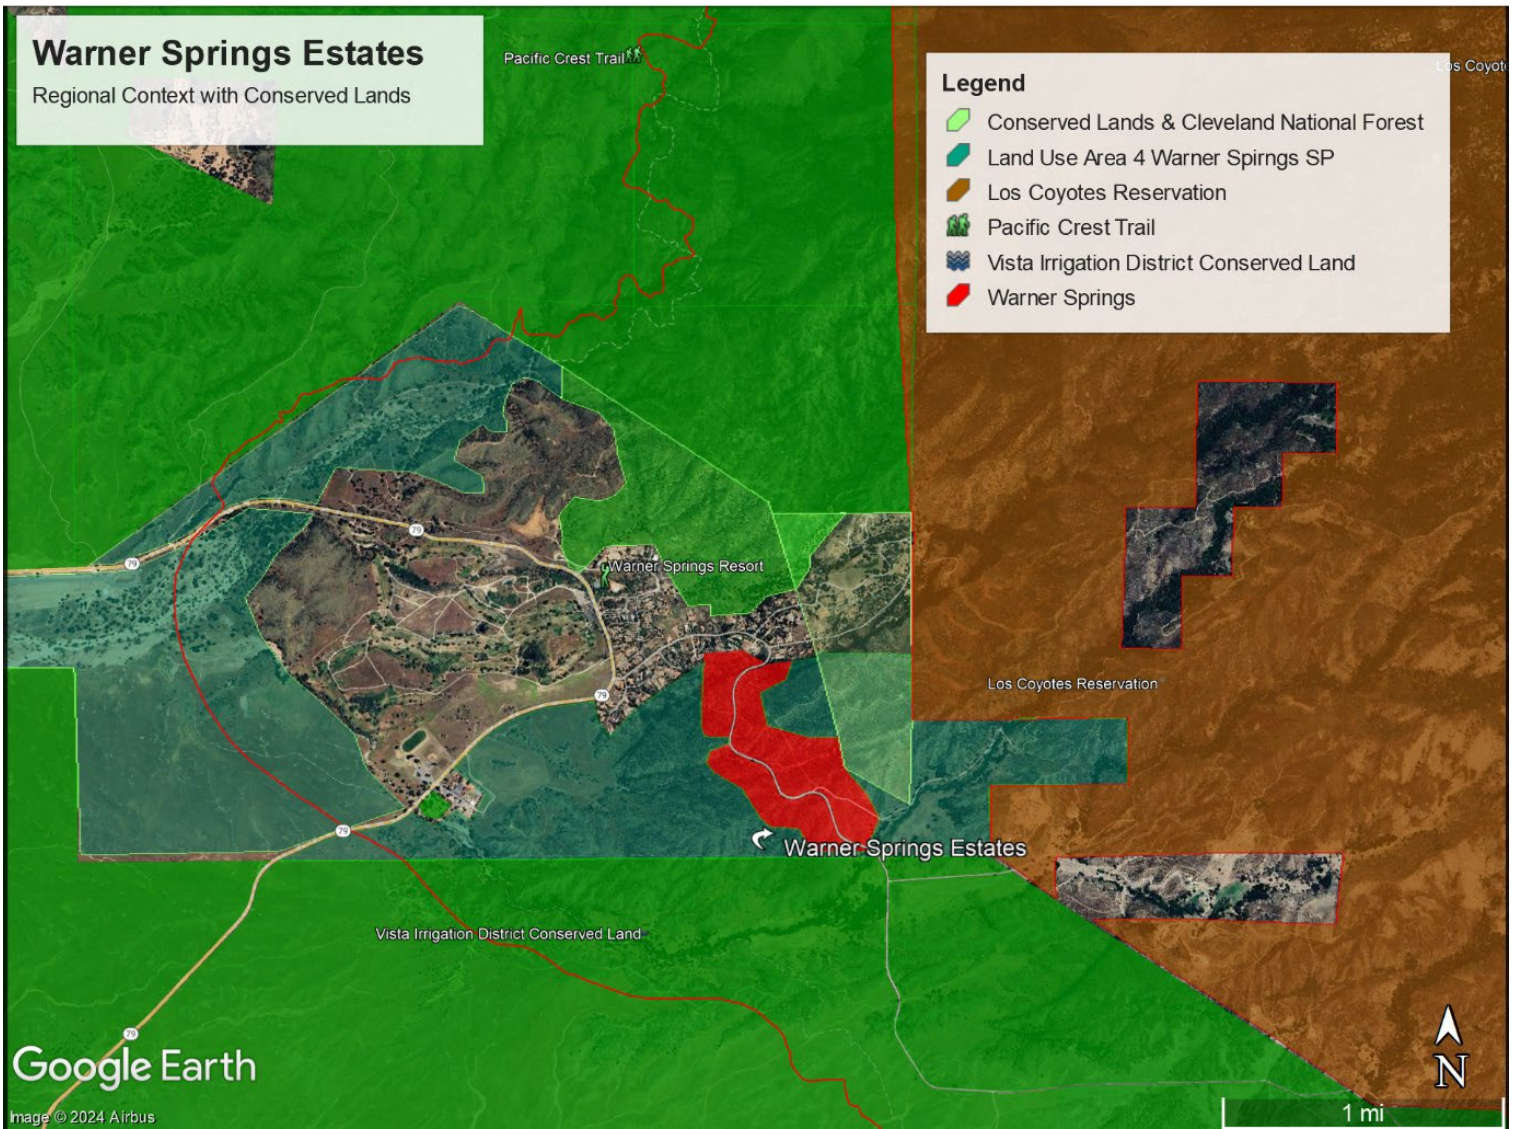 Warner Springs Estates
Regional Context with Conserved Lands
Pacific Crest Trail
Los Coyot
Legend
Conserved Lands & Cleveland National Forest
Land Use Area 4 Warner Spirngs SP
Los Coyotes Reservation
Pacific Crest Trail
Vista Irrigation District Conserved Land
Warner Springs
79
79
Warner Springs Resort
Los Coyotes Reservation
79
79
Warner Springs Estates
Vista Irrigation District Conserved Land
79
Google Earth
N
Image © 2024 Airbus
1 mi